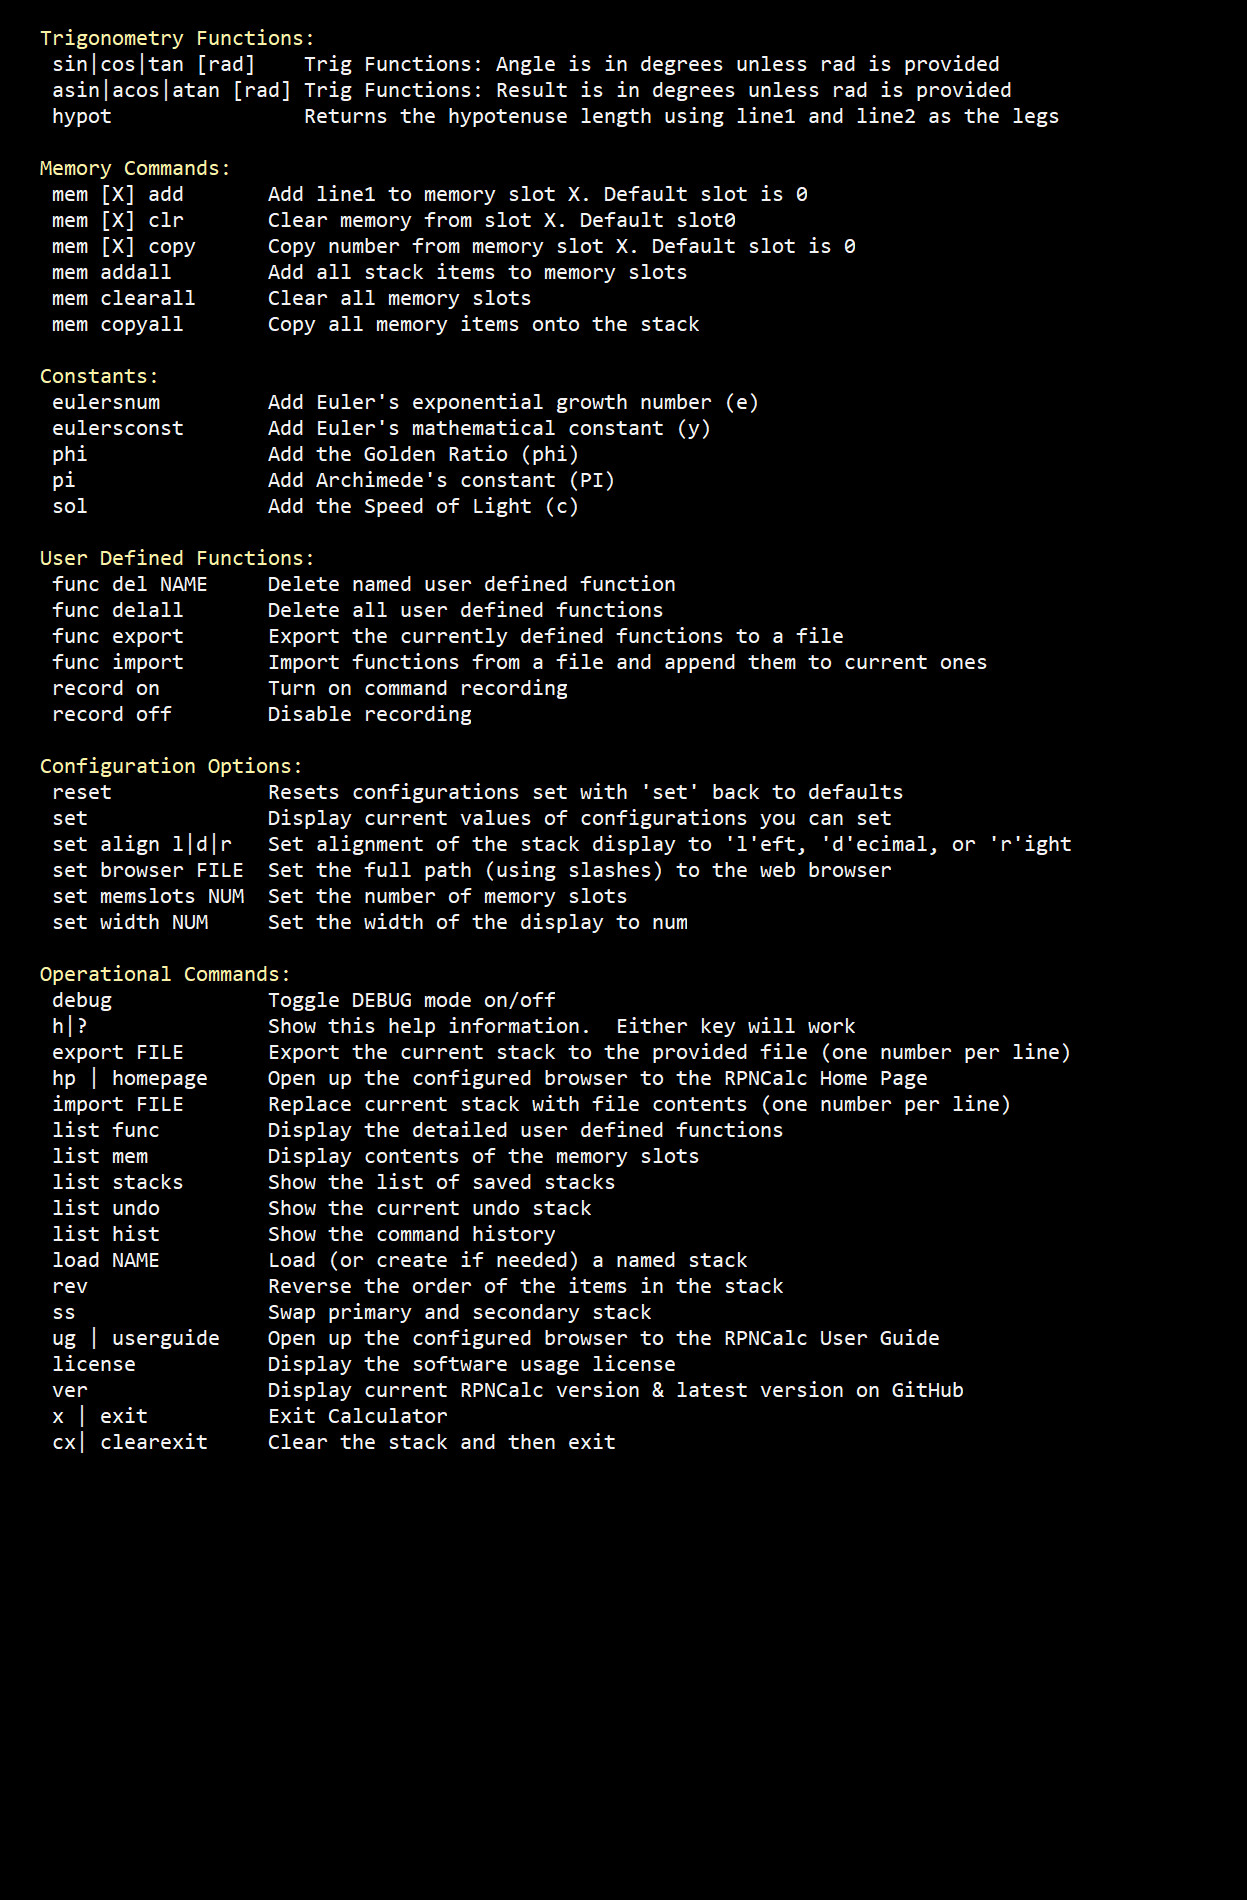 Trigonometry Functions:
 sin|cos|tan [rad]    Trig Functions: Angle is in degrees unless rad is provided
 asin|acos|atan [rad] Trig Functions: Result is in degrees unless rad is provided
 hypot                Returns the hypotenuse length using line1 and line2 as the legs

Memory Commands:
 mem [X] add       Add line1 to memory slot X. Default slot is 0
 mem [X] clr       Clear memory from slot X. Default slot0
 mem [X] copy      Copy number from memory slot X. Default slot is 0
 mem addall        Add all stack items to memory slots
 mem clearall      Clear all memory slots
 mem copyall       Copy all memory items onto the stack

Constants:
 eulersnum         Add Euler's exponential growth number (e)
 eulersconst       Add Euler's mathematical constant (y)
 phi               Add the Golden Ratio (phi)
 pi                Add Archimede's constant (PI)
 sol               Add the Speed of Light (c)

User Defined Functions:
 func del NAME     Delete named user defined function
 func delall       Delete all user defined functions
 func export       Export the currently defined functions to a file
 func import       Import functions from a file and append them to current ones
 record on         Turn on command recording
 record off        Disable recording

Configuration Options:
 reset             Resets configurations set with 'set' back to defaults
 set               Display current values of configurations you can set
 set align l|d|r   Set alignment of the stack display to 'l'eft, 'd'ecimal, or 'r'ight
 set browser FILE  Set the full path (using slashes) to the web browser
 set memslots NUM  Set the number of memory slots
 set width NUM     Set the width of the display to num

Operational Commands:
 debug             Toggle DEBUG mode on/off
 h|?               Show this help information.  Either key will work
 export FILE       Export the current stack to the provided file (one number per line)
 hp | homepage     Open up the configured browser to the RPNCalc Home Page
 import FILE       Replace current stack with file contents (one number per line)
 list func         Display the detailed user defined functions
 list mem          Display contents of the memory slots
 list stacks       Show the list of saved stacks
 list undo         Show the current undo stack
 list hist         Show the command history
 load NAME         Load (or create if needed) a named stack
 rev               Reverse the order of the items in the stack
 ss                Swap primary and secondary stack
 ug | userguide    Open up the configured browser to the RPNCalc User Guide
 license           Display the software usage license
 ver               Display current RPNCalc version & latest version on GitHub
 x | exit          Exit Calculator
 cx| clearexit     Clear the stack and then exit